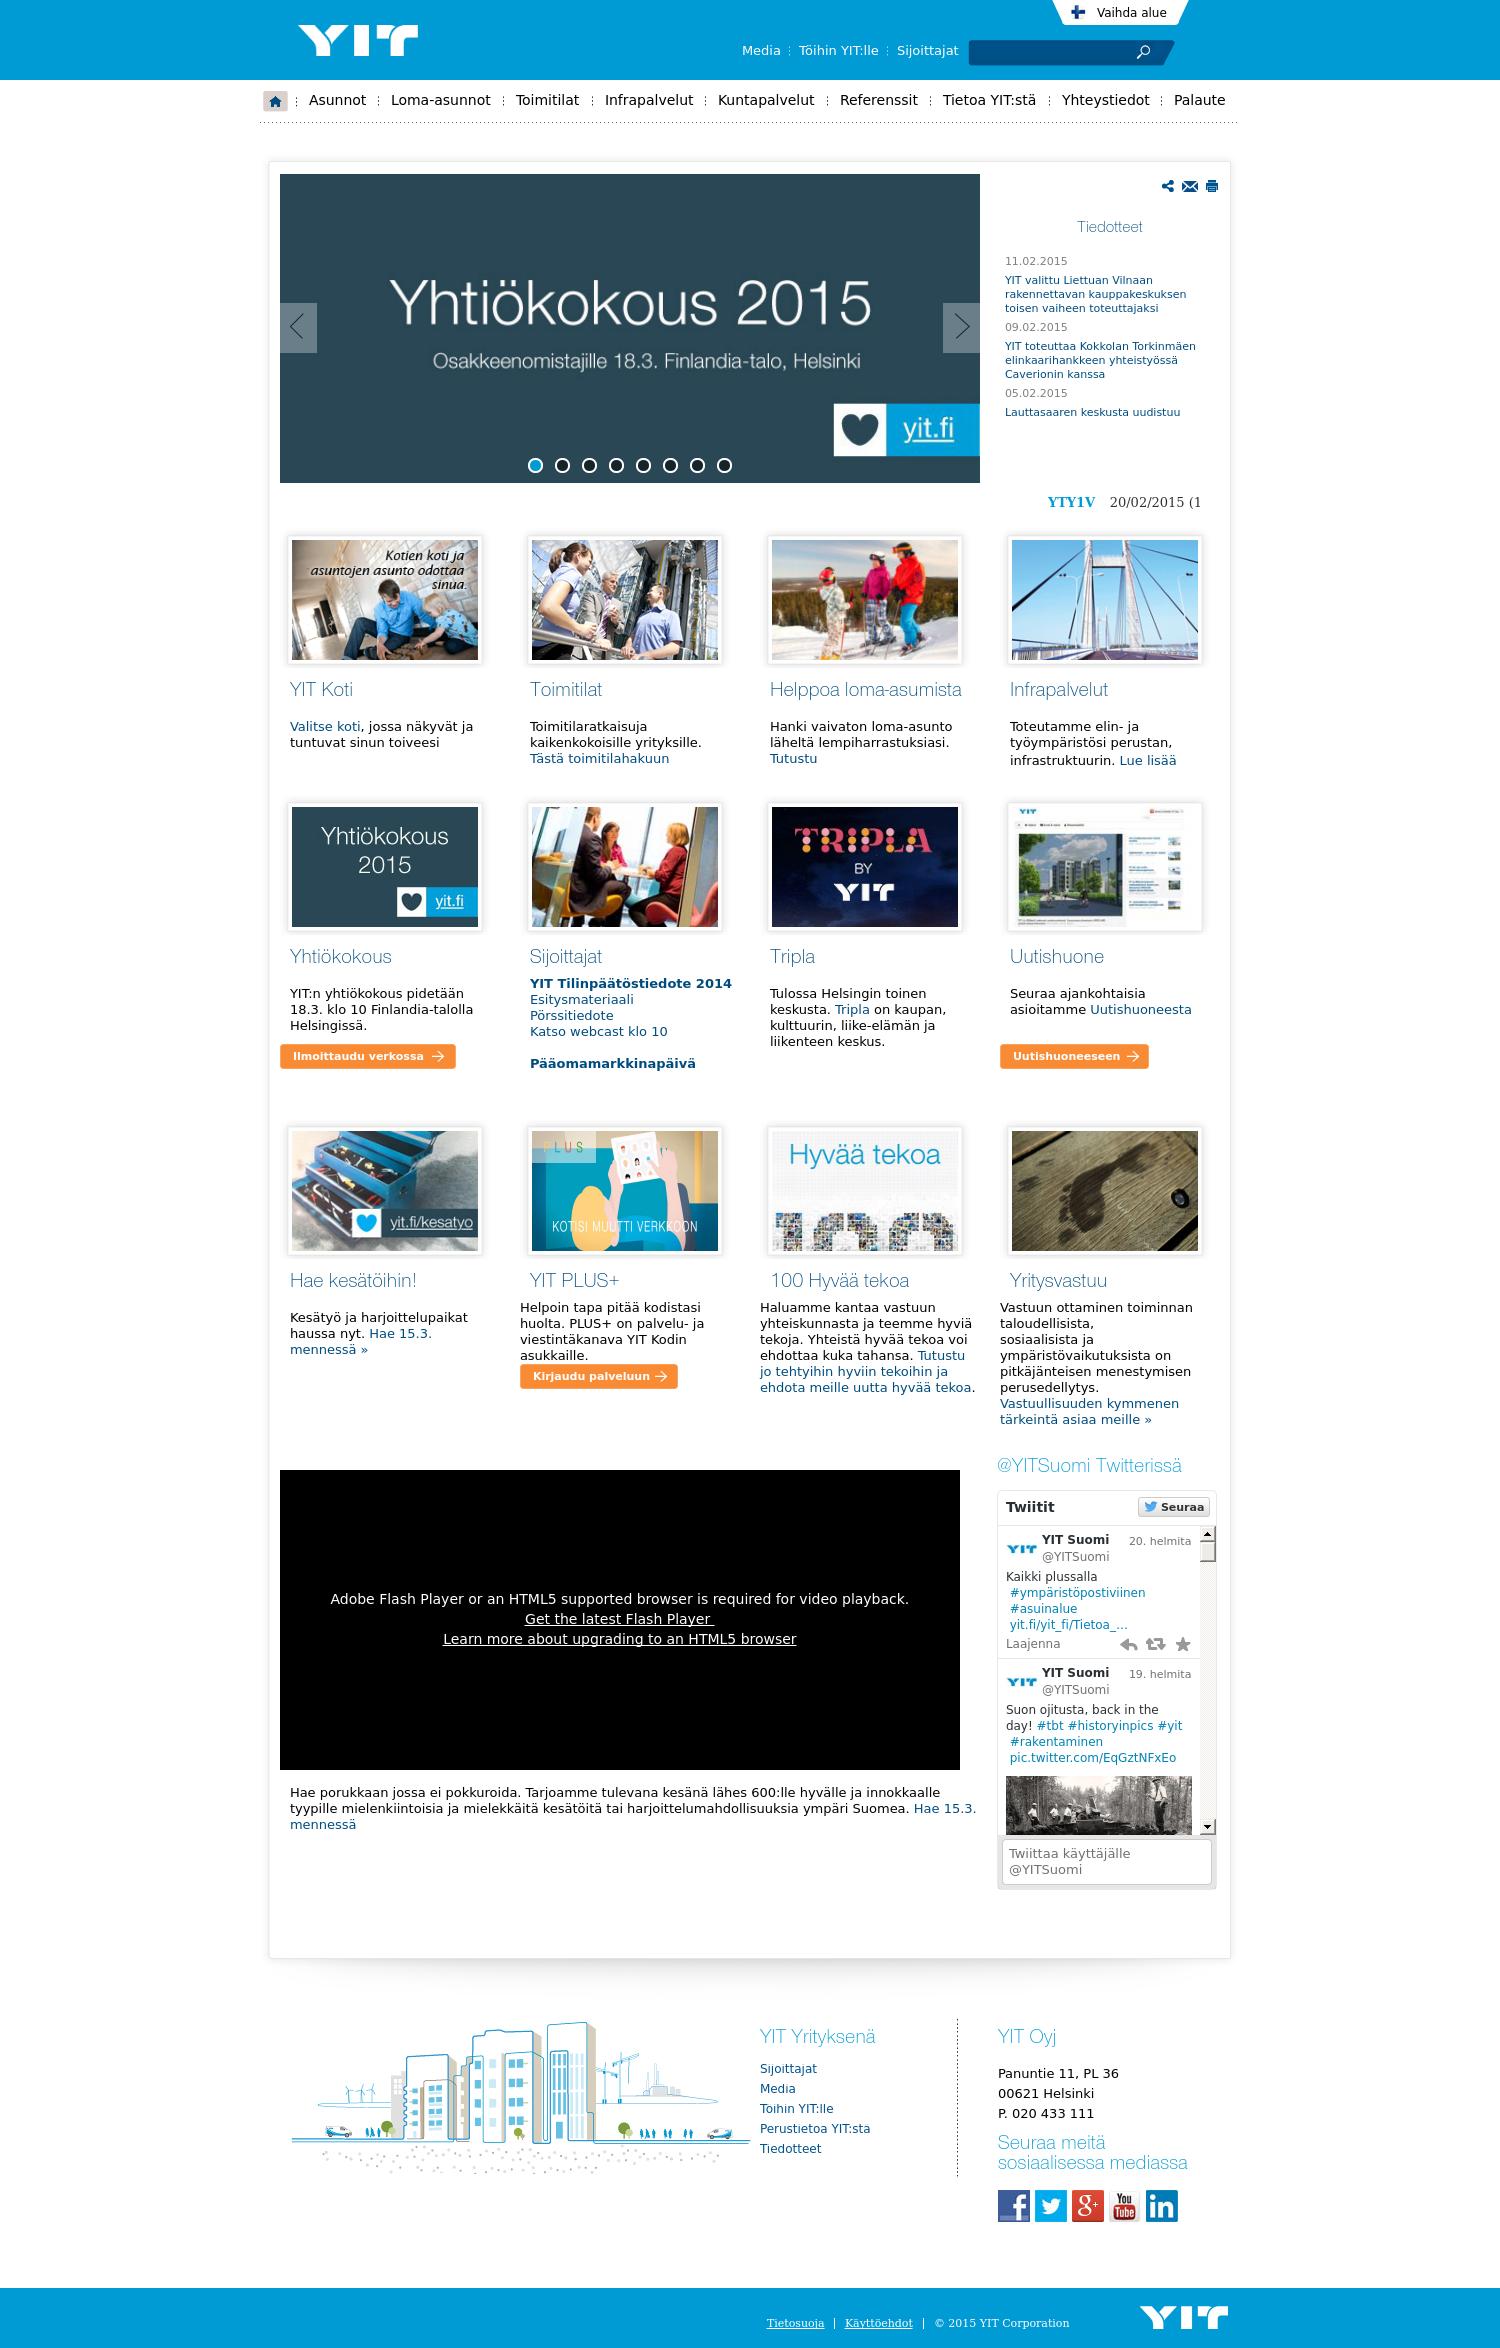 YIT
Vaihda alue
Media
Töihin YIT:lle
Sijoittajat
Asunnot
Loma-asunnot
Toimitilat
Infrapalvelut
Kuntapalvelut
Referenssit
Tietoa YIT:stä
Yhteystiedot
Palaute
Yhtiökokous 2015
Osakkeenomistajille 18.3. Finlandia-talo, Helsinki
yit.fi
Tiedotteet
11.02.2015
YIT valittu Liettuan Vilnaan
rakennettavan kauppakeskuksen
toisen vaiheen toteuttajaksi
09.02.2015
YIT toteuttaa Kokkolan Torkinmäen
elinkaarihankkeen yhteistyössä
Caverionin kanssa
05.02.2015
Lauttasaaren keskusta uudistuu
YTY1V 20/02/2015 (1
Kotien koti ja
asuntojen asunto odottaa
sinua.
YIT Koti
Valitse koti, jossa näkyvät ja
tuntuvat sinun toiveesi
Toimitilat
Toimitilaratkaisuja
kaikenkokoisille yrityksille.
Tästä toimitilahakuun
Helppoa loma-asumista
Hanki vaivaton loma-asunto
läheltä lempiharrastuksiasi.
Tutustu
Infrapalvelut
Toteutamme elin- ja
työympäristösi perustan,
infrastruktuurin. Lue lisää
Yhtiökokous
2015
yit.fi
Yhtiökokous
YIT:n yhtiökokous pidetään
18.3. klo 10 Finlandia-talolla
Helsingissä.
Ilmoittaudu verkossa
Sijoittajat
YIT Tilinpäätöstiedote 2014
Esitysmateriaali
Pörssitiedote
Katso webcast klo 10
Pääomamarkkinapäivä
TRIPLA
BY
YIT
Tripla
Tulossa Helsingin toinen
keskusta. Tripla on kaupan,
kulttuurin, liike-elämän ja
liikenteen keskus.
YIT
Uutishuone
Seuraa ajankohtaisia
asioitamme Uutishuoneesta
Uutishuoneeseen
yit.fi/kesatyo
Hae kesätöihin!
Kesätyö ja harjoittelupaikat
haussa nyt. Hae 15.3.
mennessä »
PLUS
KOTISI MUUTTI VERKKOON
YIT PLUS+
Helpoin tapa pitää kodistasi
huolta. PLUS+ on palvelu- ja
viestintäkanava YIT Kodin
asukkaille.
Kirjaudu palveluun
Hyvää tekoa
100 Hyvää tekoa
Haluamme kantaa vastuun
yhteiskunnasta ja teemme hyviä
tekoja. Yhteistä hyvää tekoa voi
ehdottaa kuka tahansa. Tutustu
jo tehtyihin hyviin tekoihin ja
ehdota meille uutta hyvää tekoa.
Yritysvastuu
Vastuun ottaminen toiminnan
taloudellisista,
sosiaalisista ja
ympäristövaikutuksista on
pitkäjänteisen menestymisen
perusedellytys.
Vastuullisuuden kymmenen
tärkeintä asiaa meille »
Adobe Flash Player or an HTML5 supported browser is required for video playback.
Get the latest Flash Player
Learn more about upgrading to an HTML5 browser
Hae porukkaan jossa ei pokkuroida. Tarjoamme tulevana kesänä lähes 600:lle hyvälle ja innokkaalle
tyypille mielenkiintoisia ja mielekkäitä kesätöitä tai harjoittelumahdollisuuksia ympäri Suomea. Hae 15.3.
mennessä
@YITSuomi Twitterissä
Twiitit
Seuraa
YIT
YIT Suomi
20. helmita
@YITSuomi
Kaikki plussalla
#ympäristöpostiviinen
#asuinalue
yit.fi/yit_fi/Tietoa_…
Laajenna
YIT
YIT Suomi
19. helmita
@YITSuomi
Suon ojitusta, back in the
day! #tbt #historyinpics #yit
#rakentaminen
pic.twitter.com/EqGztNFxEo
Twiittaa käyttäjälle
@YITSuomi
YIT Yrityksenä
Sijoittajat
Media
Töihin YIT:lle
Perustietoa YIT:stä
Tiedotteet
YIT Oyj
Panuntie 11, PL 36
00621 Helsinki
P. 020 433 111
Seuraa meitä
sosiaalisessa mediassa
f
g+
You
Tube
in
Tietosuoja
Käyttöehdot
© 2015 YIT Corporation
YIT